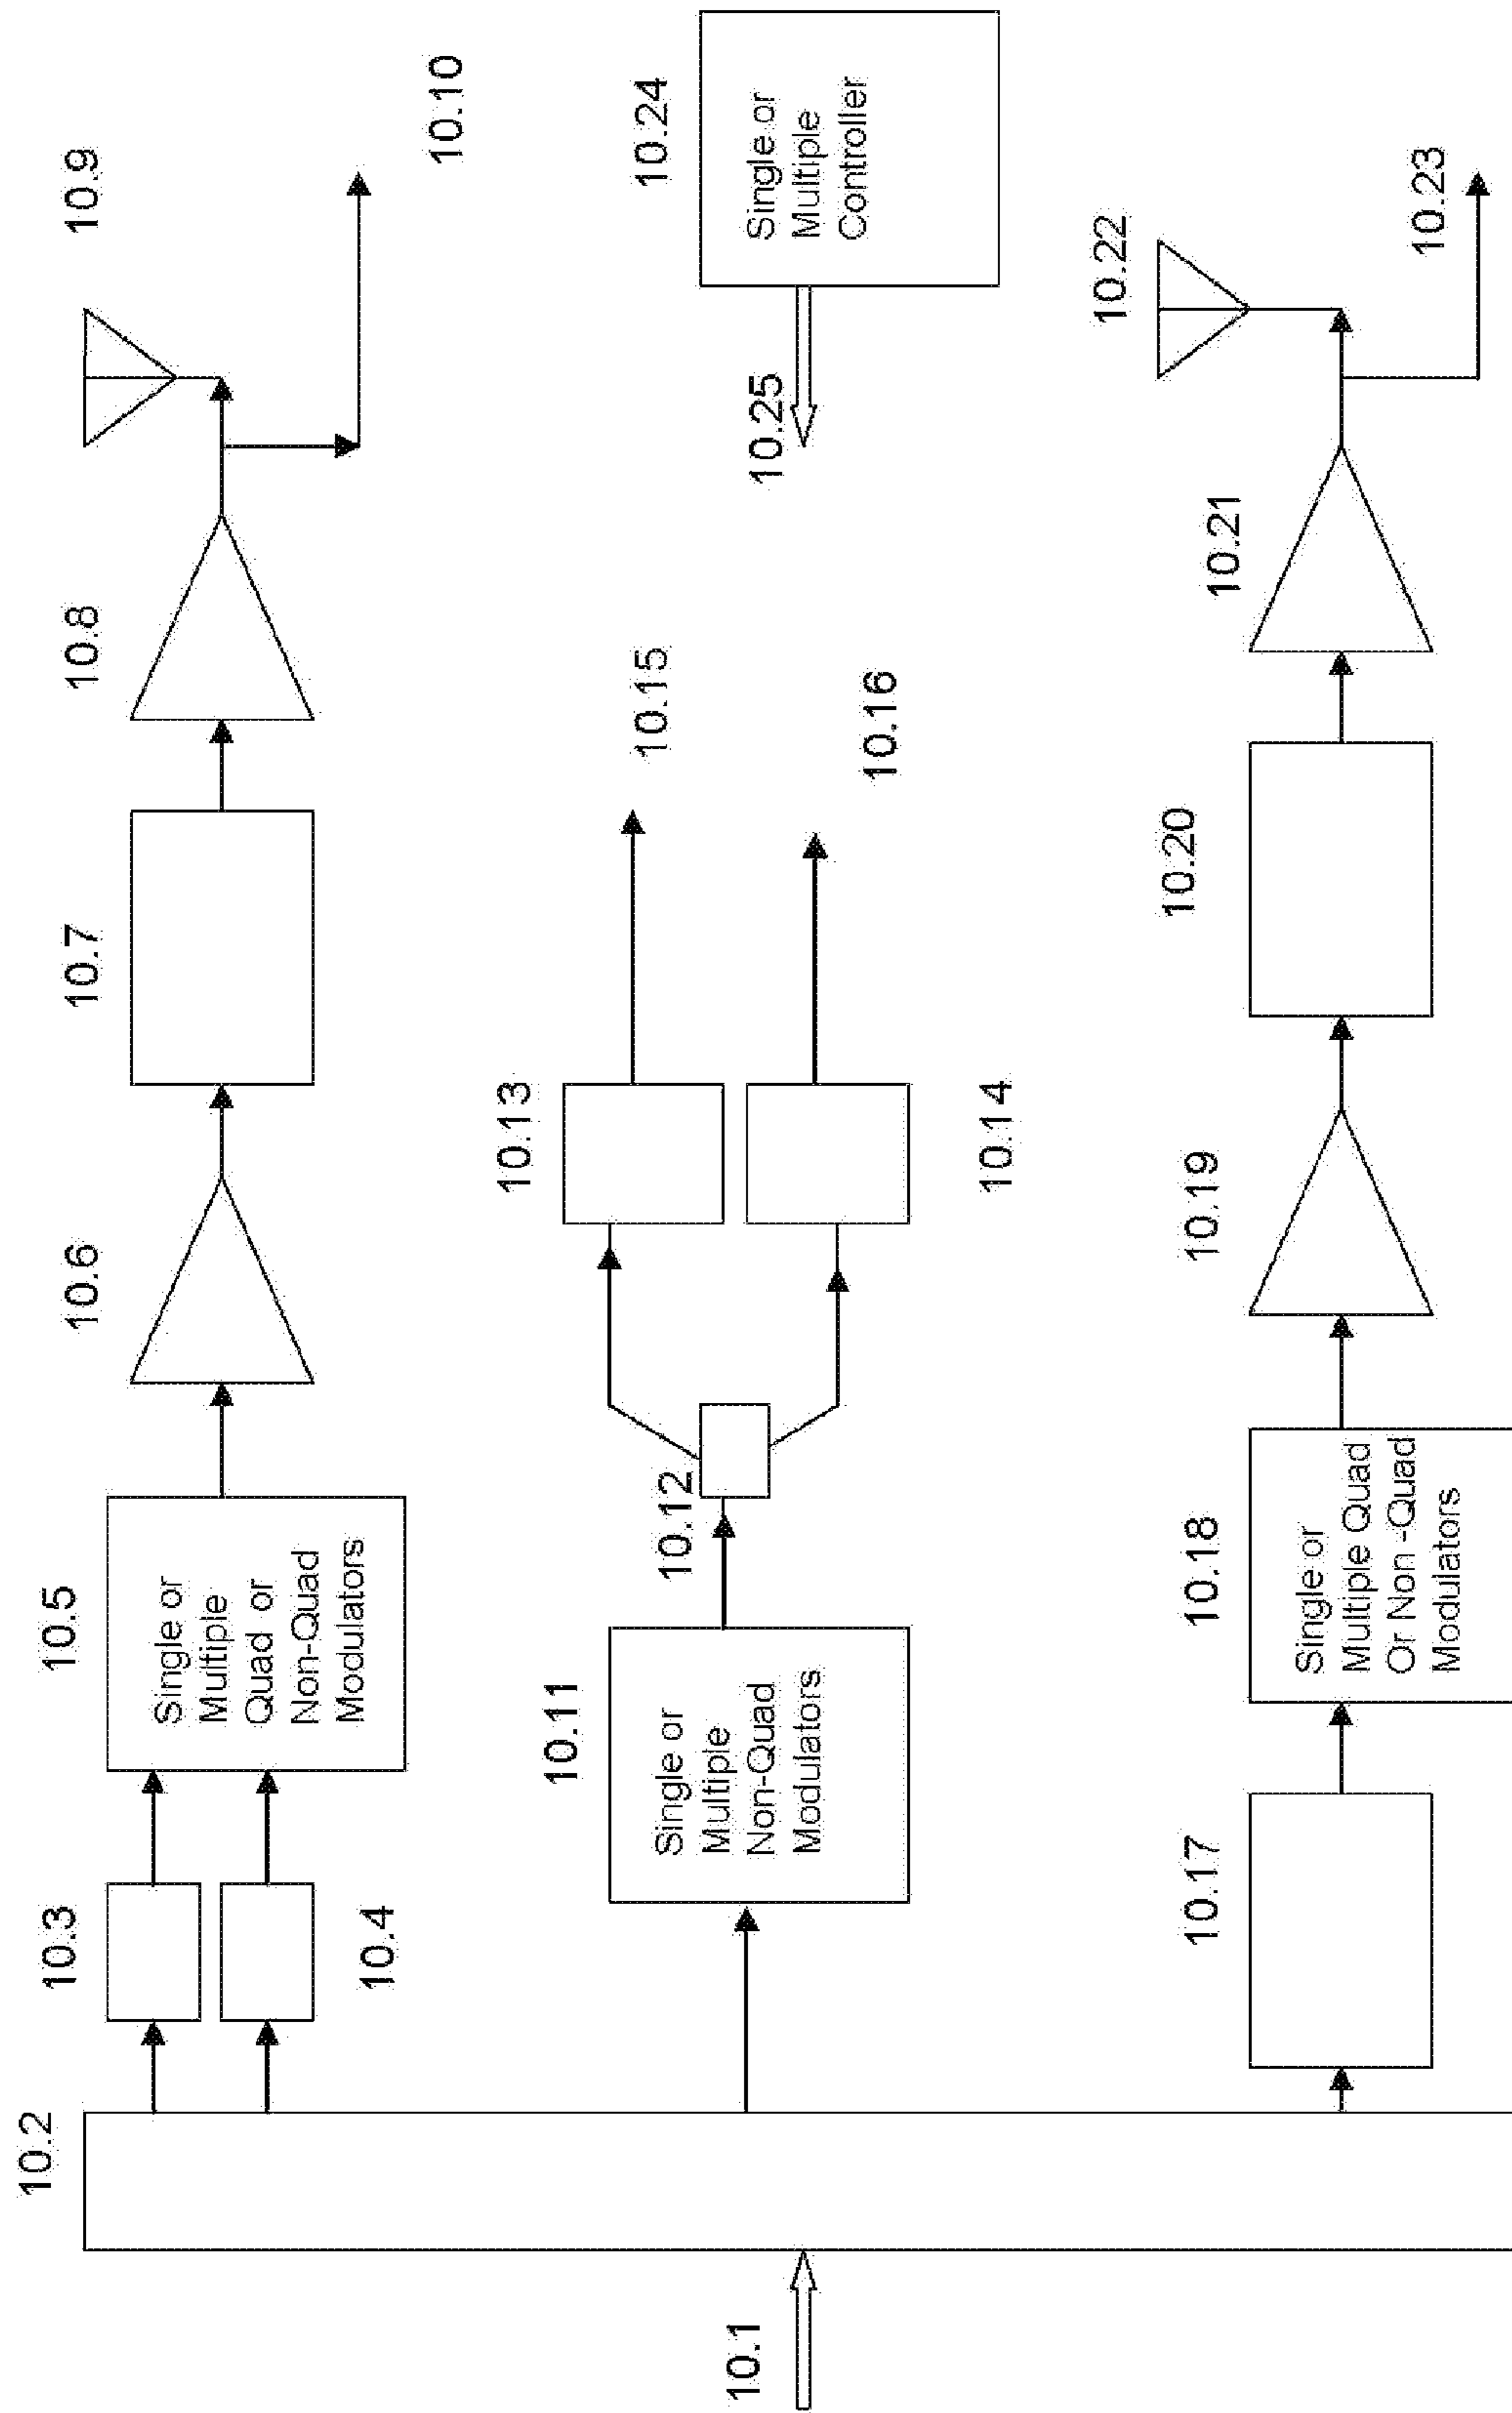 10.1
10.2
10.3
10.4
10.5
Single or
Multiple
Quad or
Non-Quad
Modulators
10.6
10.7
10.8
10.9
10.10
10.11
Single or
Multiple
Non-Quad
Modulators
10.12
10.13
10.14
10.15
10.16
10.17
10.18
Single or
Multiple Quad
Or Non -Quad
Modulators
10.19
10.20
10.21
10.22
10.23
10.24
Single or
Multiple
Controller
10.25